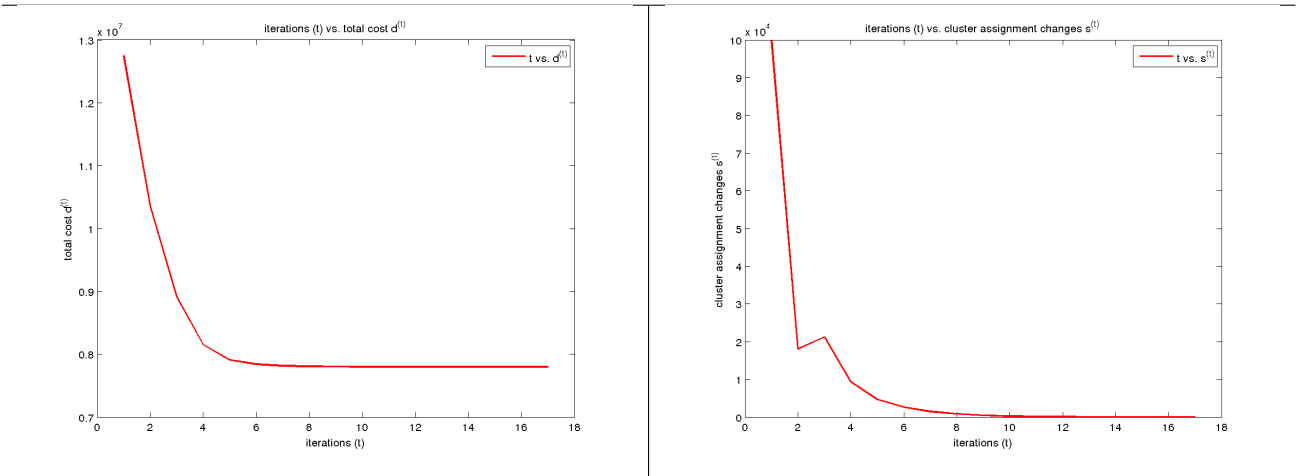 iterations (t) vs. total cost d^(t)
x 10^7
1.3
1.2
1.1
1
0.9
0.8
0.7
total cost d^(t)
t vs. d^(t)
0 2 4 6 8 10 12 14 16 18
iterations (t)
iterations (t) vs. cluster assignment changes s^(t)
x 10^4
10
9
8
7
6
5
4
3
2
1
0
cluster assignment changes s^(t)
t vs. s^(t)
0 2 4 6 8 10 12 14 16 18
iterations (t)